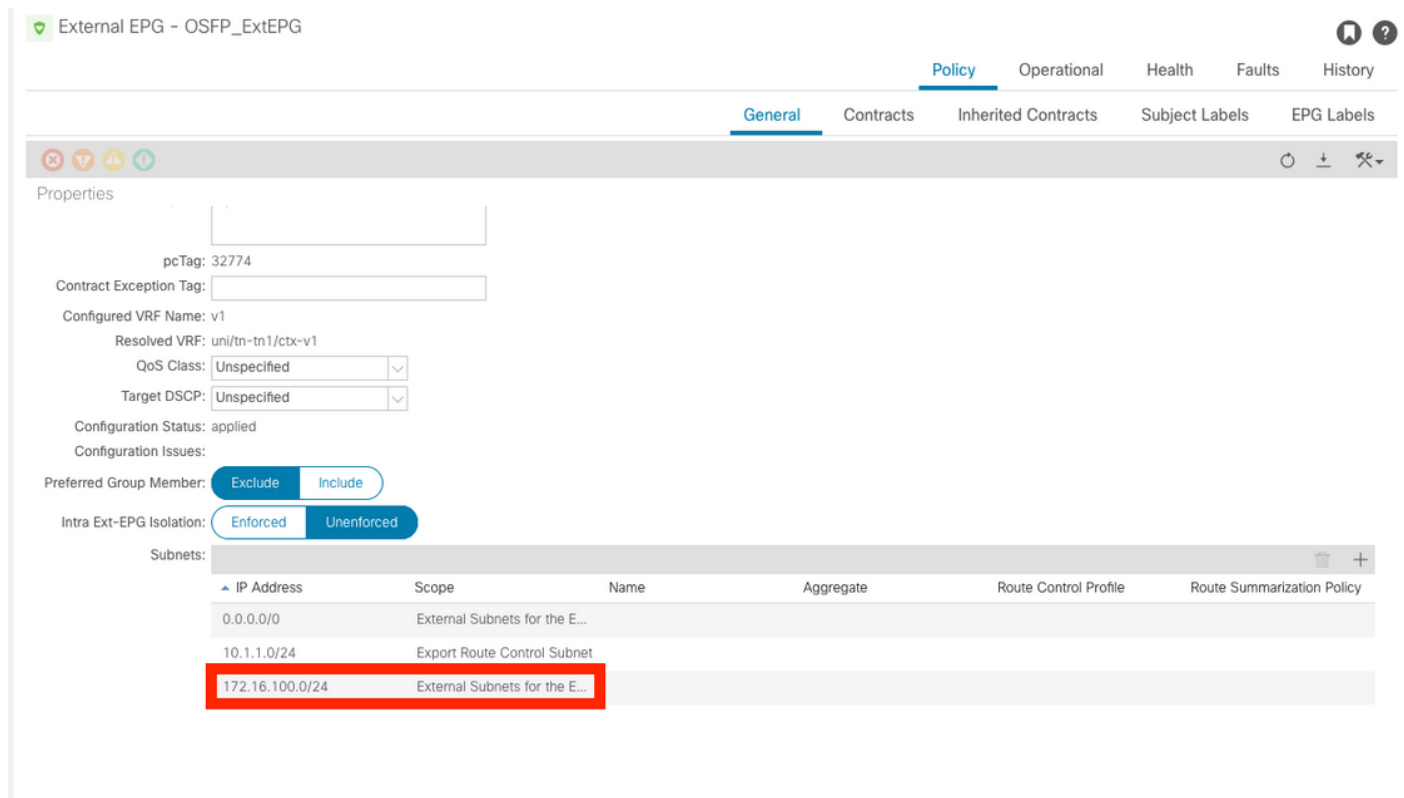 External EPG - OSFP_ExtEPG
Policy Operational Health Faults History
General Contracts Inherited Contracts Subject Labels EPG Labels
Properties
pcTag: 32774
Contract Exception Tag:
Configured VRF Name: v1
Resolved VRF: uni/tn-tn1/ctx-v1
QoS Class: Unspecified
Target DSCP: Unspecified
Configuration Status: applied
Configuration Issues:
Preferred Group Member: Exclude Include
Intra Ext-EPG Isolation: Enforced Unenforced
Subnets:
IP Address Scope Name Aggregate Route Control Profile Route Summarization Policy
0.0.0.0/0 External Subnets for the E...
10.1.1.0/24 Export Route Control Subnet
172.16.100.0/24 External Subnets for the E...